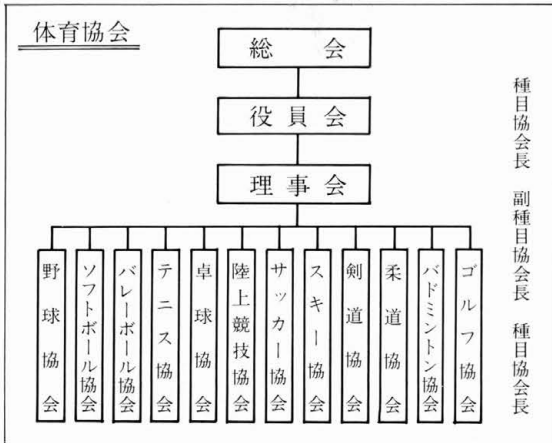 体育協会
総会
役員会
理事会
野球協会
ソフトボール協会
バレーボール協会
テニス協会
卓球協会
陸上競技協会
サッカー協会
スキー協会
剣道協会
柔道協会
バドミントン協会
ゴルフ協会
種目協会長 副種目協会長 種目協会長